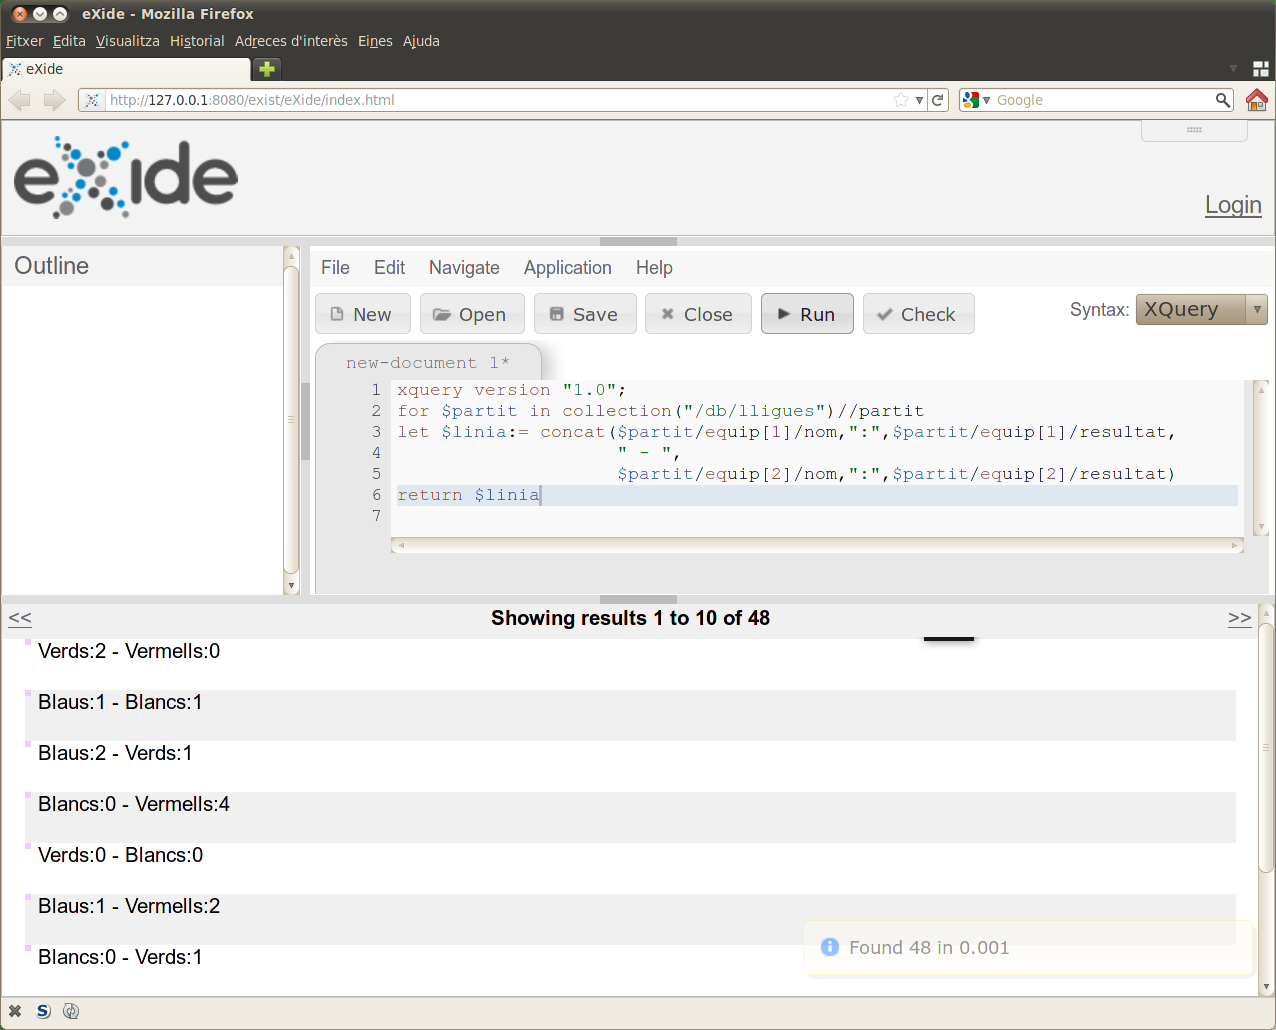 eXide - Mozilla Firefox
Fitxer Edita Visualitza Historial Adreces d'interès Eines Ajuda
eXide
http://127.0.0.1:8080/exist/eXide/index.html Google
eXide
Login
Outline
File Edit Navigate Application Help
New Open Save Close Run Check Syntax: XQuery
new-document 1*
1 xquery version "1.0";
2 for $partit in collection("/db/lligues")//partit
3 let $linia:= concat($partit/equip[1]/nom,":",$partit/equip[1]/resultat,
4 " - ",
5 $partit/equip[2]/nom,":",$partit/equip[2]/resultat)
6 return $linia
7
<< Showing results 1 to 10 of 48 >>
Verds:2 - Vermells:0
Blaus:1 - Blancs:1
Blaus:2 - Verds:1
Blancs:0 - Vermells:4
Verds:0 - Blancs:0
Blaus:1 - Vermells:2
Blancs:0 - Verds:1
Found 48 in 0.001